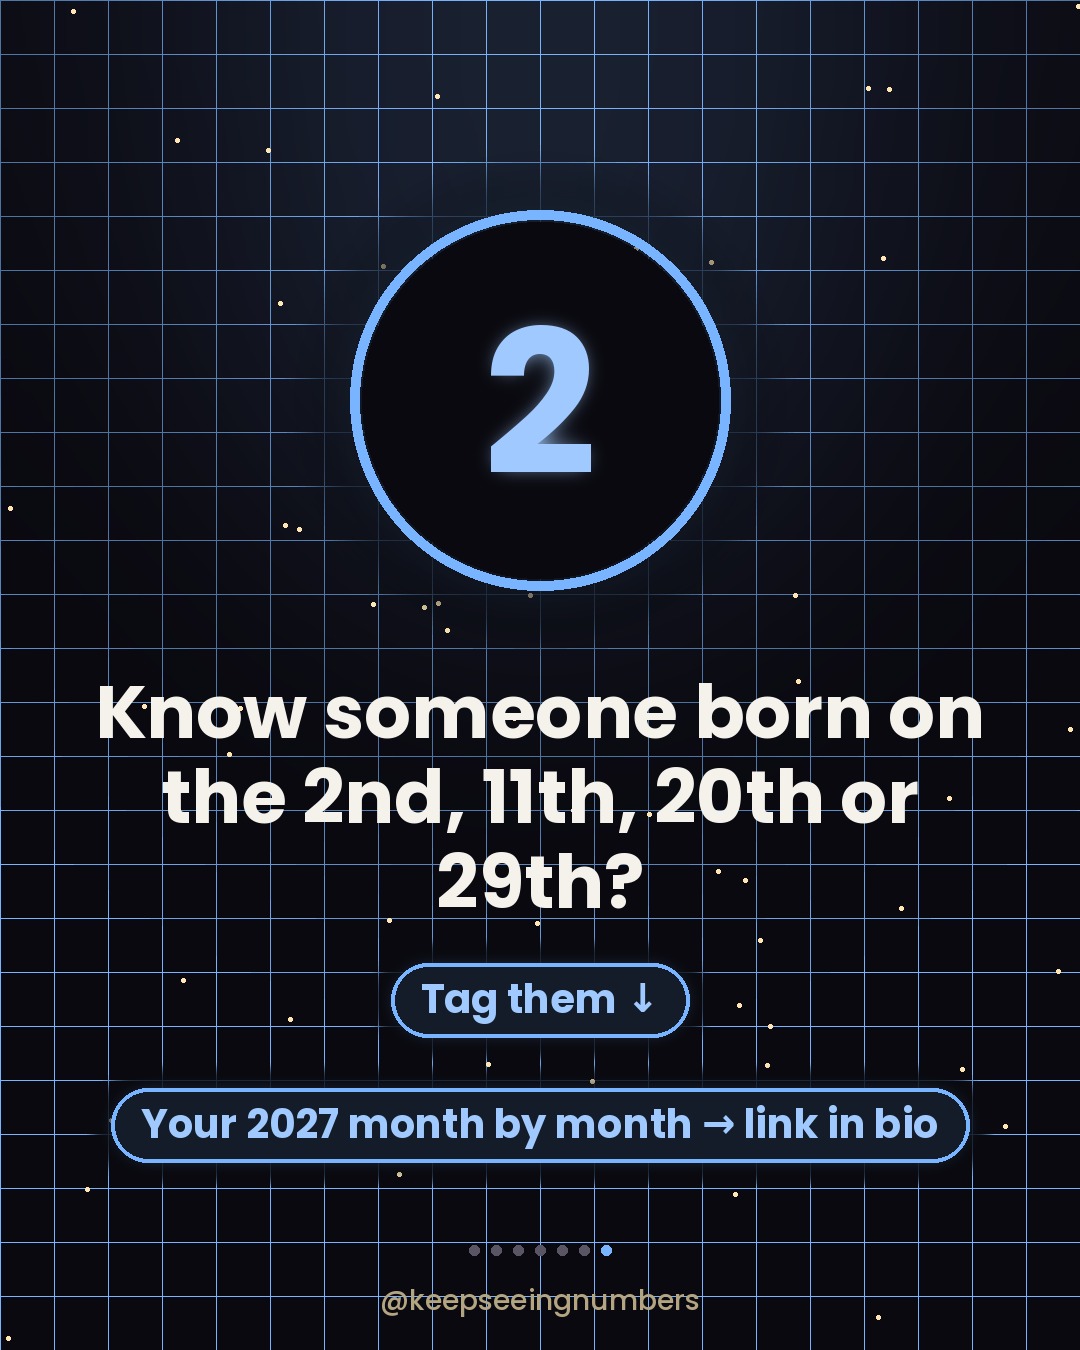 2
Know someone born on
the 2nd, 11th, 20th or
29th?
Tag them ↓
Your 2027 month by month → link in bio
@keepseeingnumbers